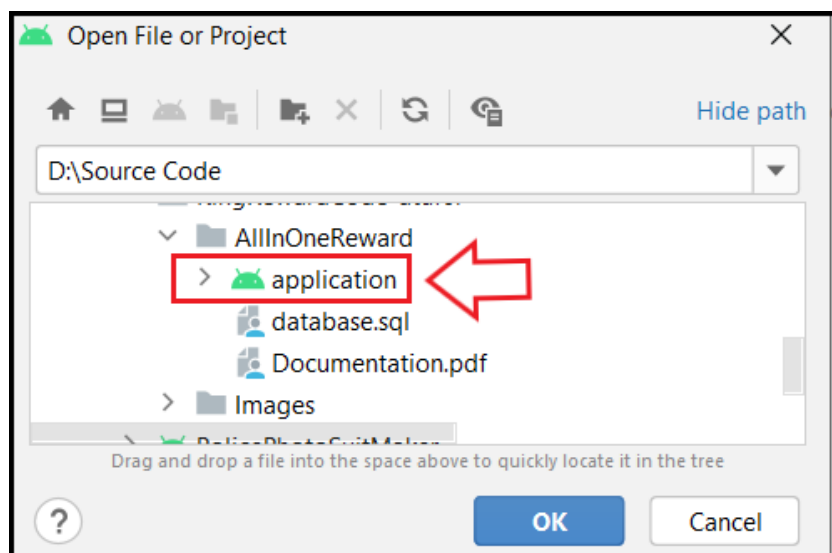 Open File or Project
Hide path
D:\Source Code
AllInOneReward
application
database.sql
Documentation.pdf
Images
Drag and drop a file into the space above to quickly locate it in the tree
?
OK
Cancel